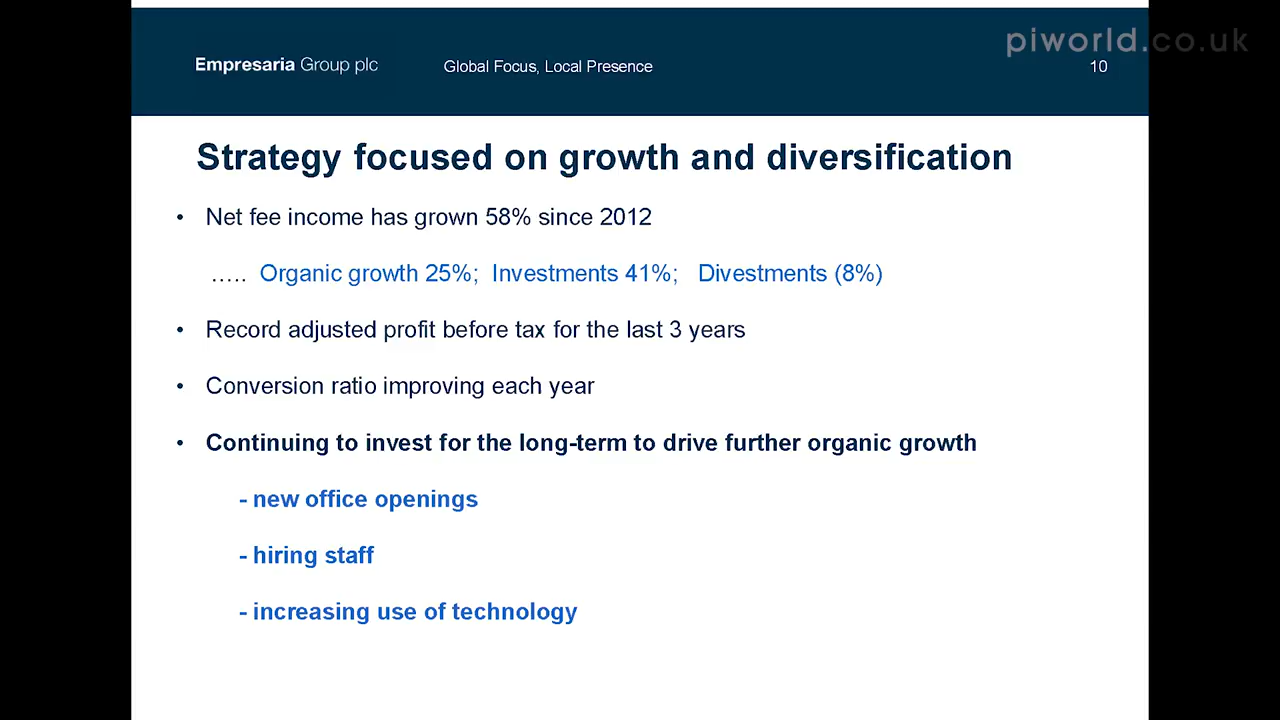 piworld.co.uk
Empresaria Group plc
Global Focus, Local Presence
10
Strategy focused on growth and diversification
• Net fee income has grown 58% since 2012
..... Organic growth 25%; Investments 41%; Divestments (8%)
• Record adjusted profit before tax for the last 3 years
• Conversion ratio improving each year
• Continuing to invest for the long-term to drive further organic growth
- new office openings
- hiring staff
- increasing use of technology